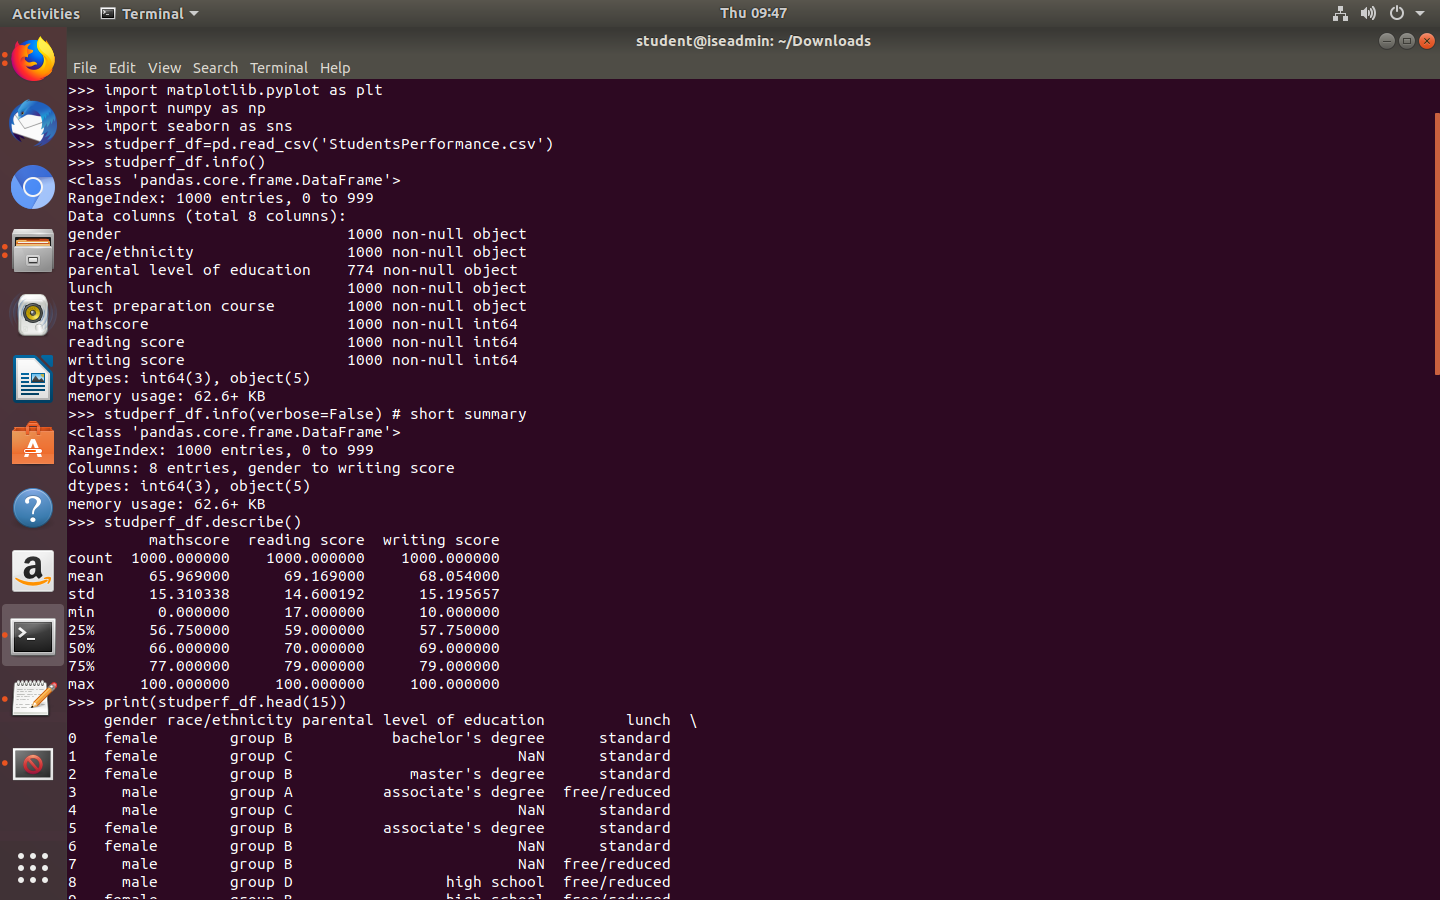 Activities Terminal Thu 09:47
student@iseadmin: ~/Downloads
File Edit View Search Terminal Help
>>> import matplotlib.pyplot as plt
>>> import numpy as np
>>> import seaborn as sns
>>> studperf_df=pd.read_csv('StudentsPerformance.csv')
>>> studperf_df.info()
<class 'pandas.core.frame.DataFrame'>
RangeIndex: 1000 entries, 0 to 999
Data columns (total 8 columns):
gender                         1000 non-null object
race/ethnicity                 1000 non-null object
parental level of education    774 non-null object
lunch                          1000 non-null object
test preparation course        1000 non-null object
mathscore                      1000 non-null int64
reading score                  1000 non-null int64
writing score                  1000 non-null int64
dtypes: int64(3), object(5)
memory usage: 62.6+ KB
>>> studperf_df.info(verbose=False) # short summary
<class 'pandas.core.frame.DataFrame'>
RangeIndex: 1000 entries, 0 to 999
Columns: 8 entries, gender to writing score
dtypes: int64(3), object(5)
memory usage: 62.6+ KB
>>> studperf_df.describe()
         mathscore  reading score  writing score
count  1000.000000    1000.000000    1000.000000
mean     65.969000      69.169000      68.054000
std      15.310338      14.600192      15.195657
min       0.000000      17.000000      10.000000
25%      56.750000      59.000000      57.750000
50%      66.000000      70.000000      69.000000
75%      77.000000      79.000000      79.000000
max     100.000000     100.000000     100.000000
>>> print(studperf_df.head(15))
    gender race/ethnicity parental level of education         lunch  \
0   female        group B           bachelor's degree      standard
1   female        group C                         NaN      standard
2   female        group B             master's degree      standard
3     male        group A          associate's degree  free/reduced
4     male        group C                         NaN      standard
5   female        group B          associate's degree      standard
6   female        group B                         NaN      standard
7     male        group B                         NaN  free/reduced
8     male        group D                 high school  free/reduced
9   female        group B                 high school  free/reduced